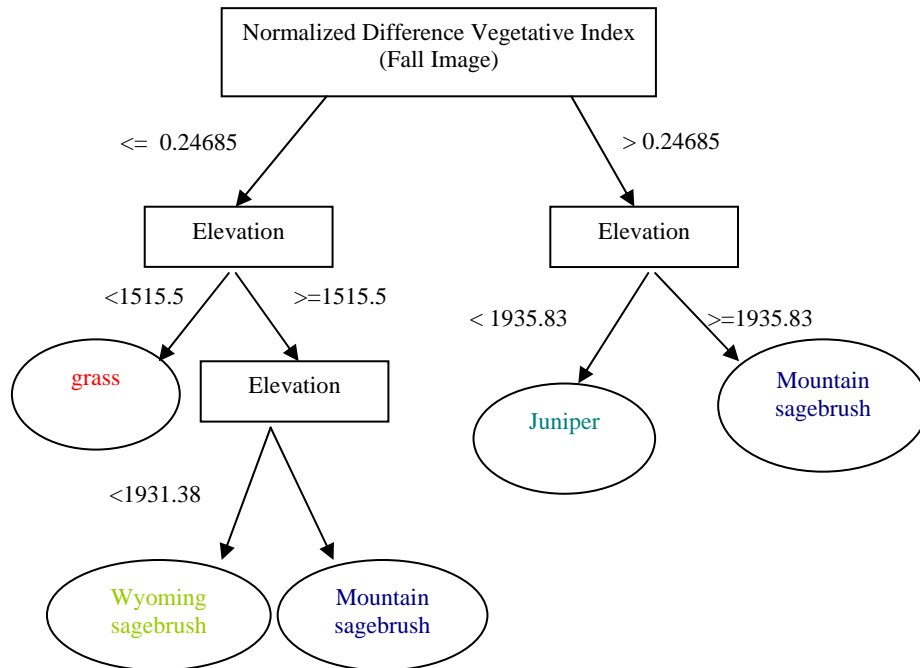 Normalized Difference Vegetative Index
(Fall Image)
<= 0.24685
> 0.24685
Elevation
Elevation
<1515.5
>=1515.5
< 1935.83
>=1935.83
grass
Elevation
Juniper
Mountain
sagebrush
<1931.38
Wyoming
sagebrush
Mountain
sagebrush